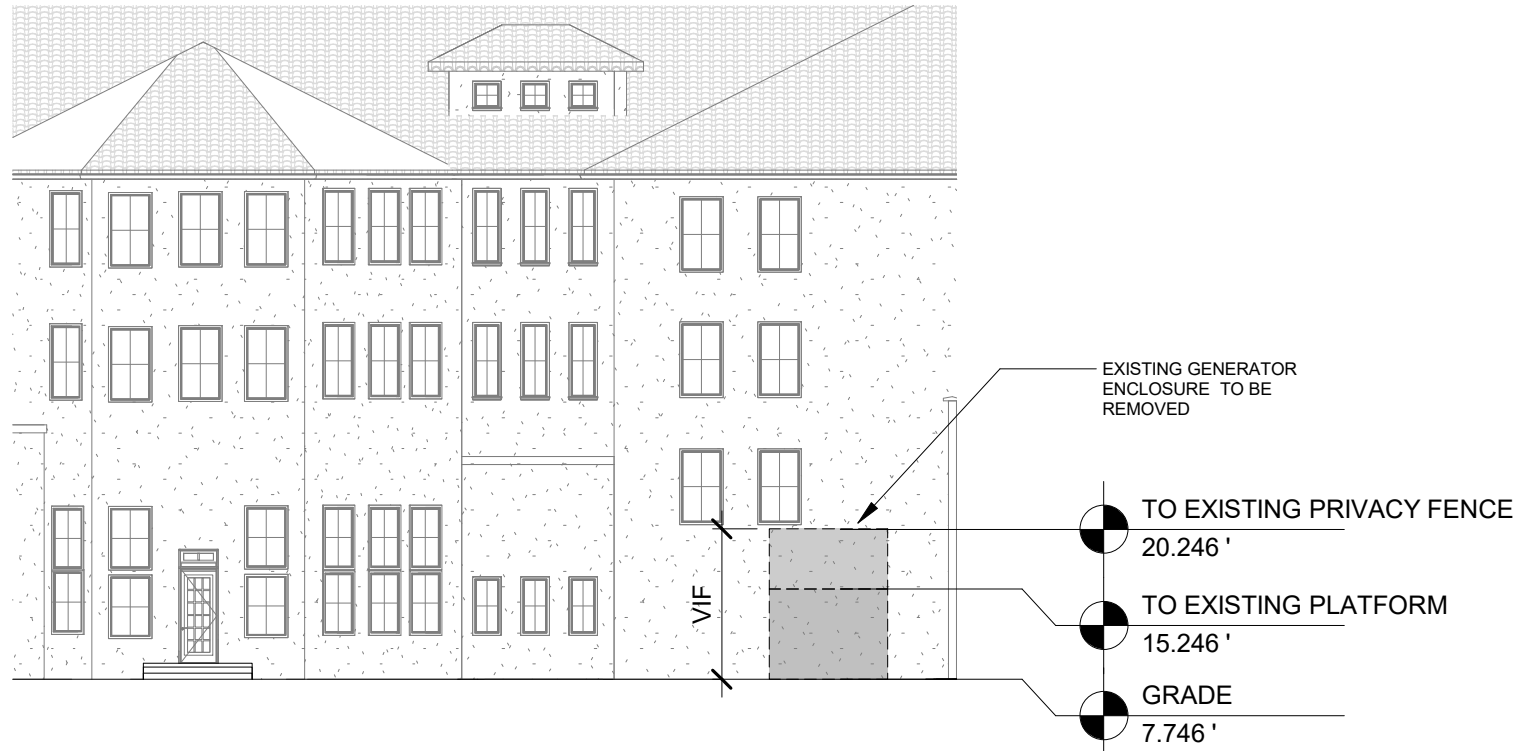 EXISTING GENERATOR
ENCLOSURE TO BE
REMOVED
TO EXISTING PRIVACY FENCE
20.246 '
VIF
TO EXISTING PLATFORM
15.246 '
GRADE
7.746 '